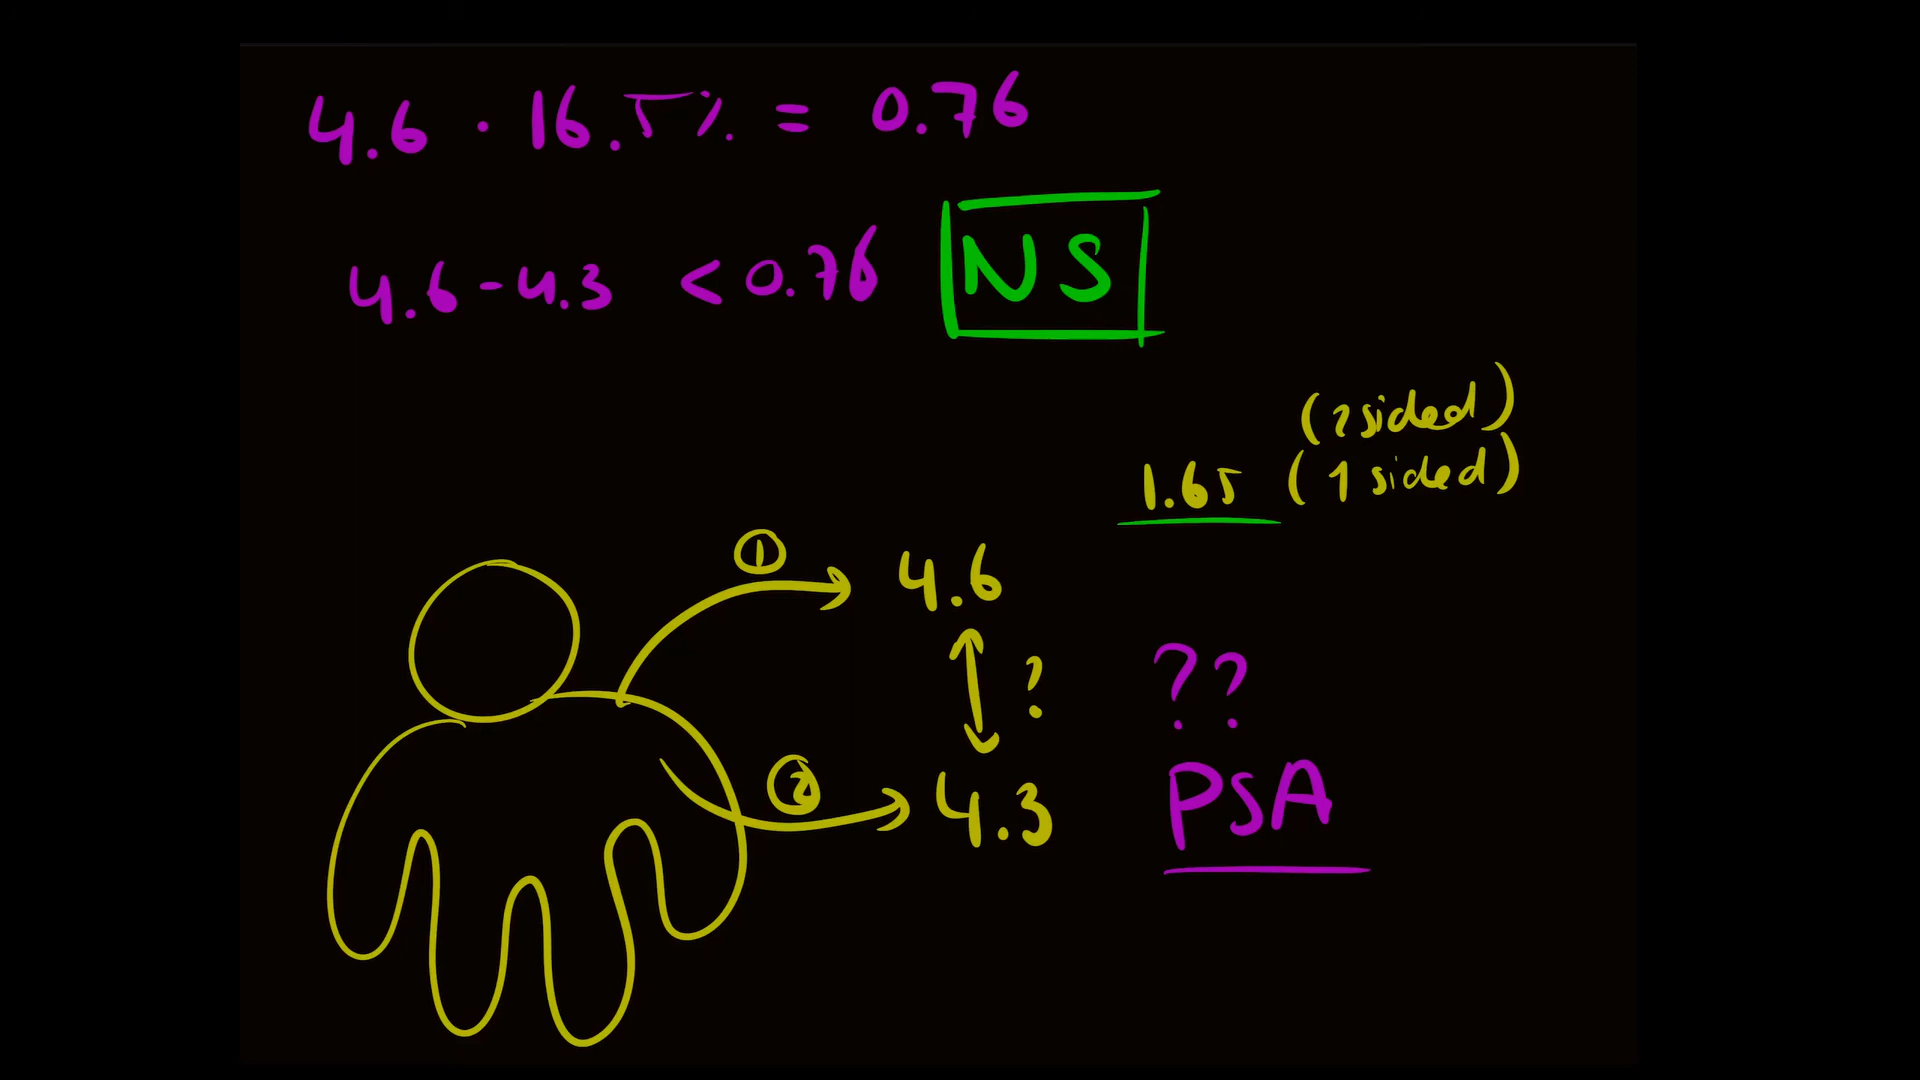 4.6 · 16.5% = 0.76
4.6 - 4.3 < 0.76 NS
(2 sided)
1.65 (1 sided)
1
4.6
?
??
2
4.3
PSA